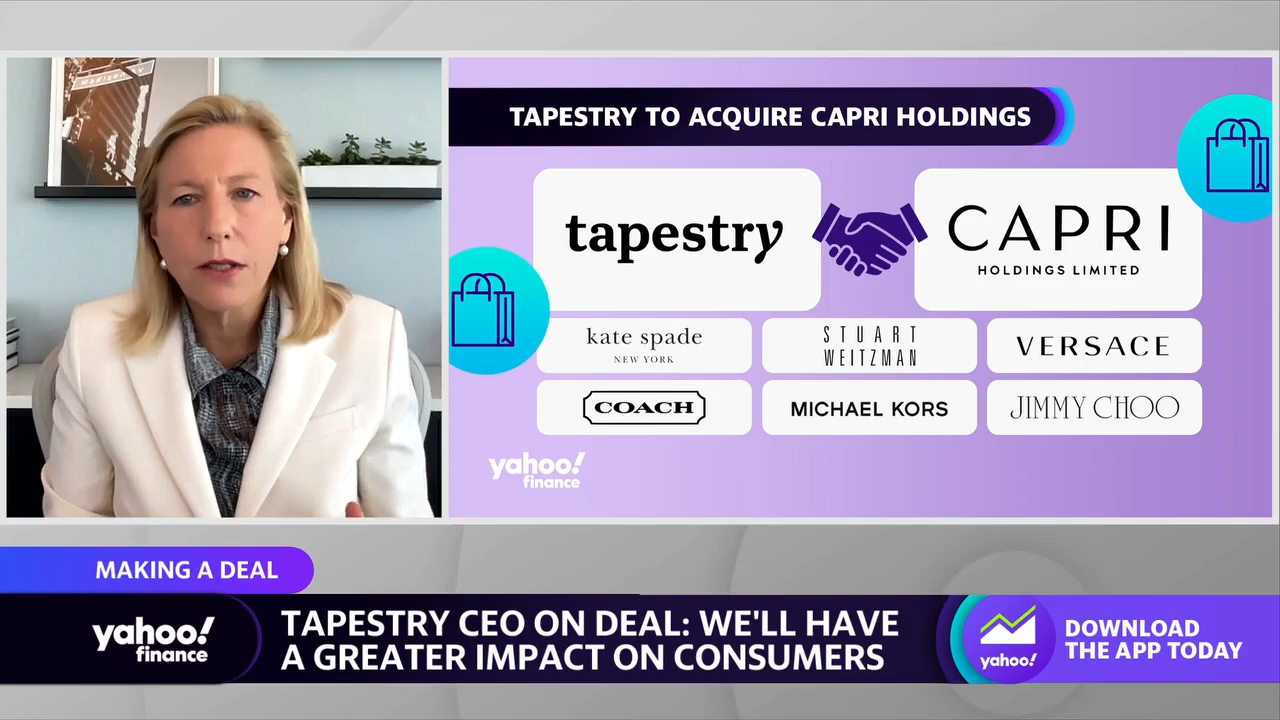 Madison Av
TAPESTRY TO ACQUIRE CAPRI HOLDINGS
tapestry
CAPRI
HOLDINGS LIMITED
kate spade
NEW YORK
STUART
WEITZMAN
VERSACE
COACH
MICHAEL KORS
JIMMY CHOO
yahoo!
finance
MAKING A DEAL
yahoo!
finance
TAPESTRY CEO ON DEAL: WE'LL HAVE
A GREATER IMPACT ON CONSUMERS
yahoo!
DOWNLOAD
THE APP TODAY